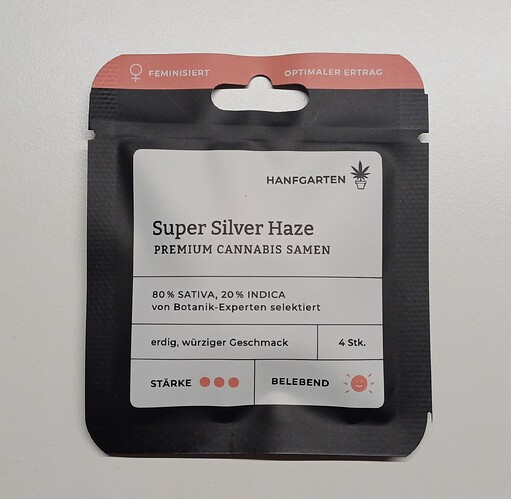 FEMINISIERT
OPTIMALER ERTRAG
HANFGARTEN
Super Silver Haze
PREMIUM CANNABIS SAMEN
80 % SATIVA, 20 % INDICA
von Botanik-Experten selektiert
erdig, würziger Geschmack
4 Stk.
STÄRKE
BELEBEND